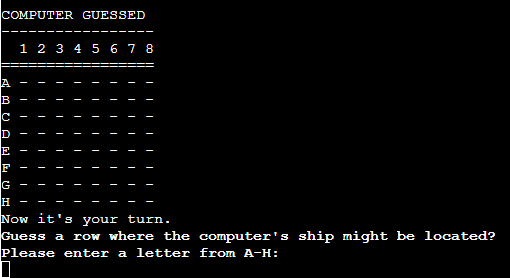 COMPUTER GUESSED
-----------------
  1 2 3 4 5 6 7 8
=================
A - - - - - - - -
B - - - - - - - -
C - - - - - - - -
D - - - - - - - -
E - - - - - - - -
F - - - - - - - -
G - - - - - - - -
H - - - - - - - -
Now it's your turn.
Guess a row where the computer's ship might be located?
Please enter a letter from A-H: